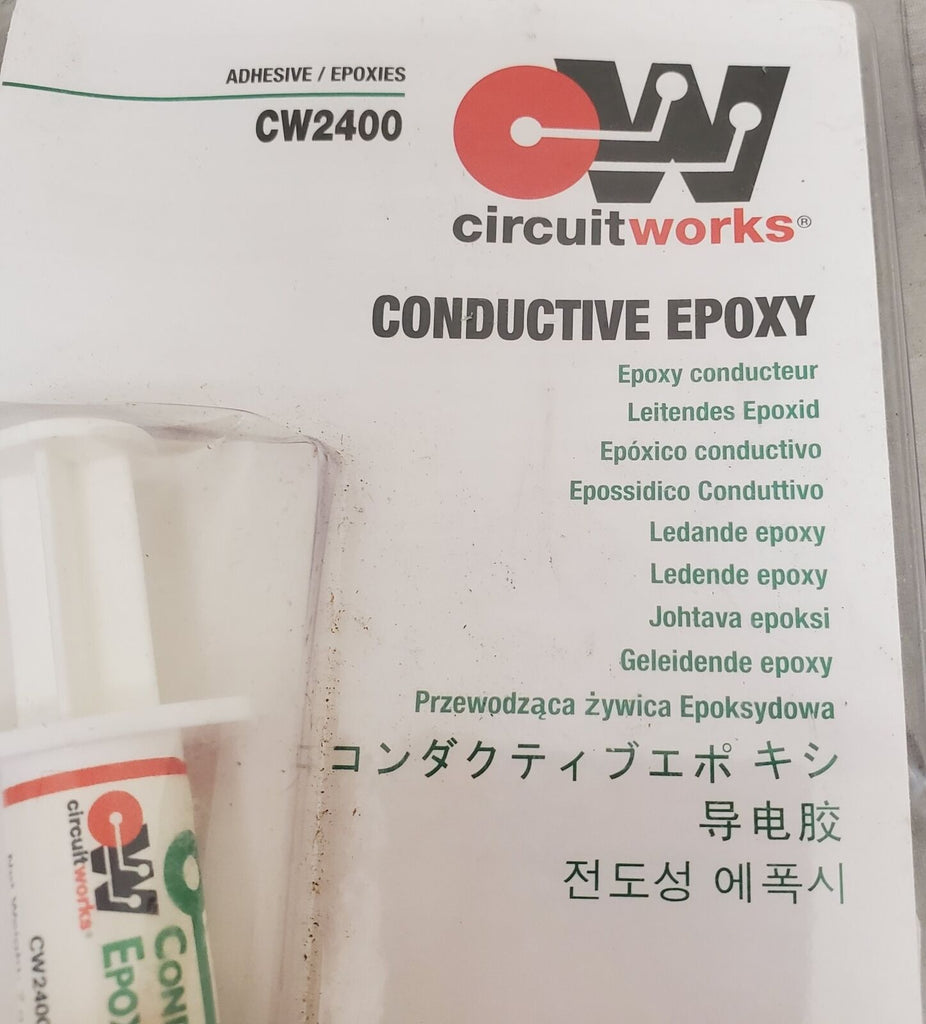 ADHESIVE / EPOXIES
CW2400
CW
circuitworks®
CONDUCTIVE EPOXY
Epoxy conducteur
Leitendes Epoxid
Epóxico conductivo
Epossidico Conduttivo
Ledande epoxy
Ledende epoxy
Johtava epoksi
Geleidende epoxy
Przewodząca żywica Epoksydowa
コンダクティブエポ キシ
导电胶
전도성 에폭시
CW
circuitworks®
CW2400